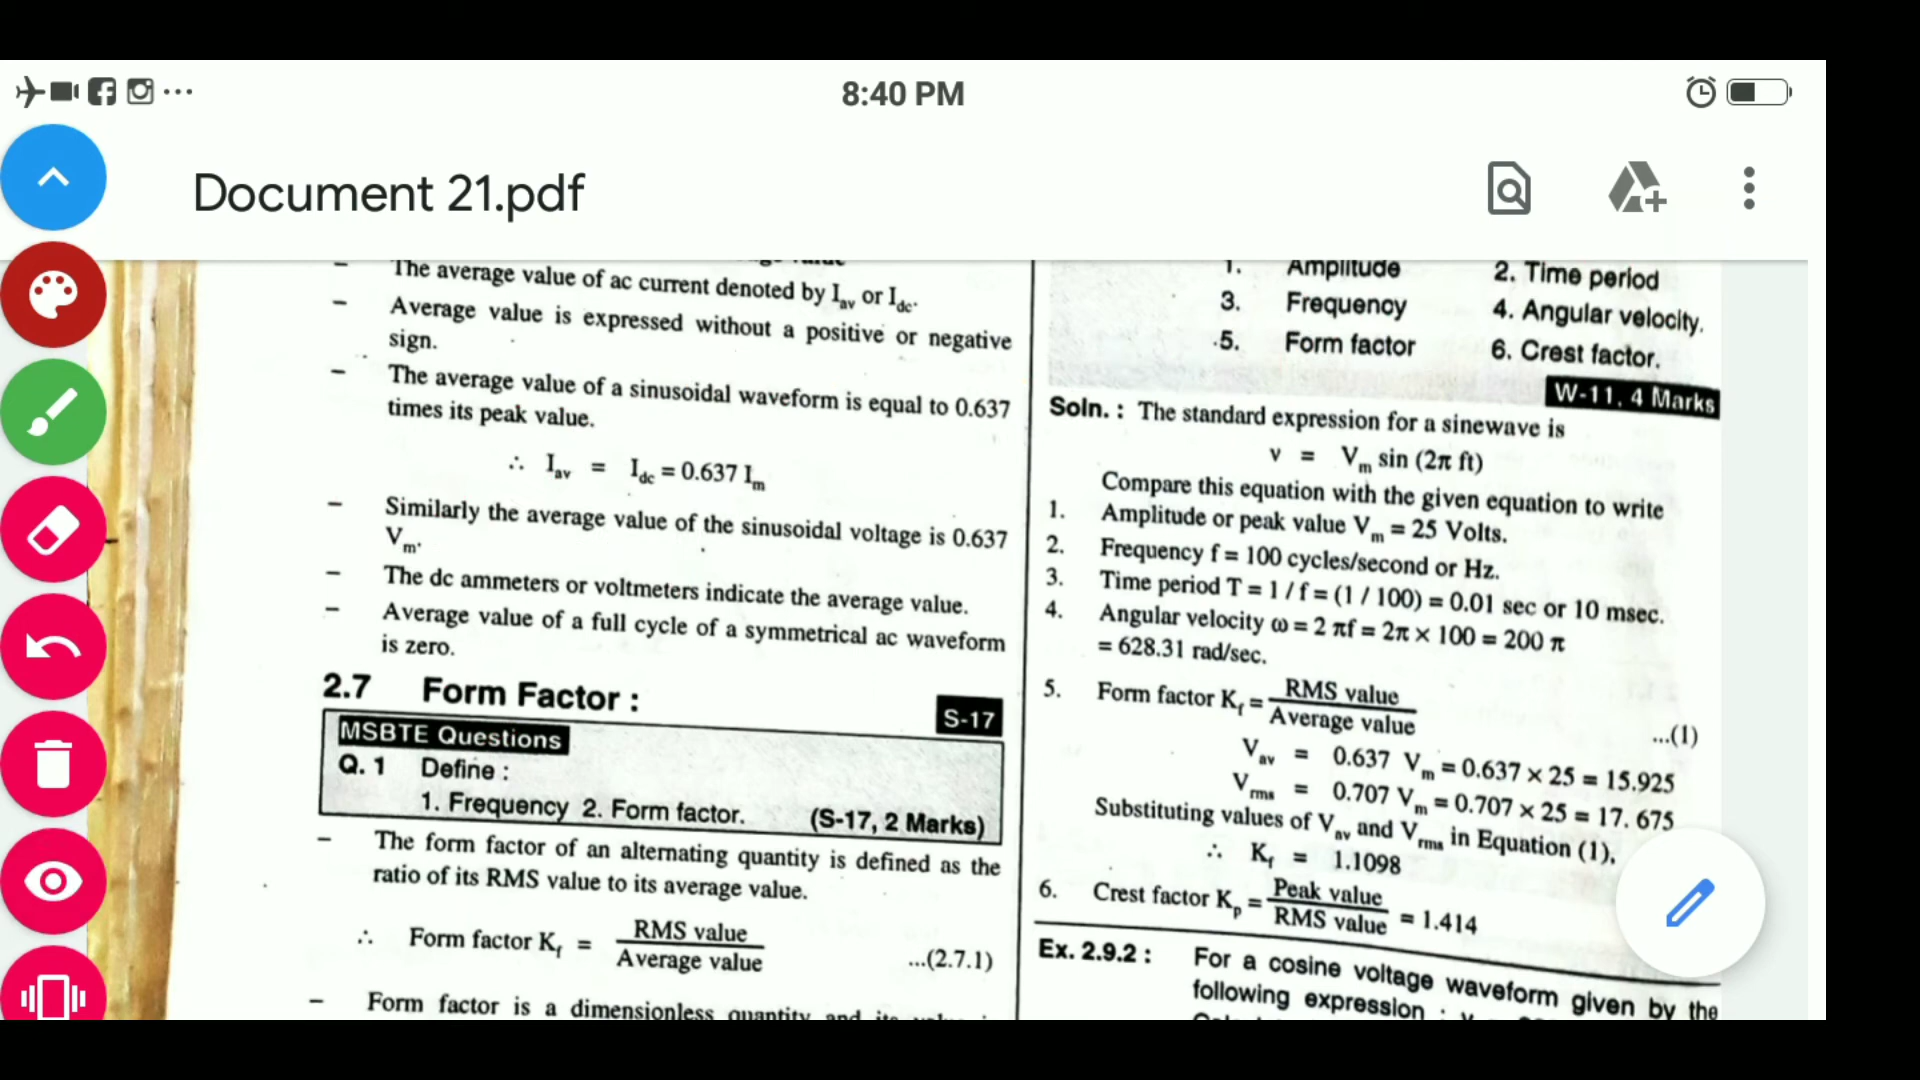 8:40 PM
Document 21.pdf
The average value of ac current denoted by Iav or Idc.
– Average value is expressed without a positive or negative
sign.
– The average value of a sinusoidal waveform is equal to 0.637
times its peak value.
∴ Iav = Idc = 0.637 Im
– Similarly the average value of the sinusoidal voltage is 0.637
Vm.
– The dc ammeters or voltmeters indicate the average value.
– Average value of a full cycle of a symmetrical ac waveform
is zero.
2.7 Form Factor :
S-17
MSBTE Questions
Q. 1 Define :
1. Frequency 2. Form factor.
(S-17, 2 Marks)
– The form factor of an alternating quantity is defined as the
ratio of its RMS value to its average value.
∴ Form factor Kf = RMS value / Average value ...(2.7.1)
– Form factor is a dimensionless quantity and its value
1. Amplitude 2. Time period
3. Frequency 4. Angular velocity.
5. Form factor 6. Crest factor.
W-11, 4 Marks
Soln. : The standard expression for a sinewave is
v = Vm sin (2π ft)
Compare this equation with the given equation to write
1. Amplitude or peak value Vm = 25 Volts.
2. Frequency f = 100 cycles/second or Hz.
3. Time period T = 1 / f = (1 / 100) = 0.01 sec or 10 msec.
4. Angular velocity ω = 2 πf = 2π × 100 = 200 π
= 628.31 rad/sec.
5. Form factor Kf = RMS value / Average value ...(1)
Vav = 0.637 Vm = 0.637 × 25 = 15.925
Vrms = 0.707 Vm = 0.707 × 25 = 17. 675
Substituting values of Vav and Vrms in Equation (1),
∴ Kf = 1.1098
6. Crest factor Kp = Peak value / RMS value = 1.414
Ex. 2.9.2 : For a cosine voltage waveform given by the
following expression :